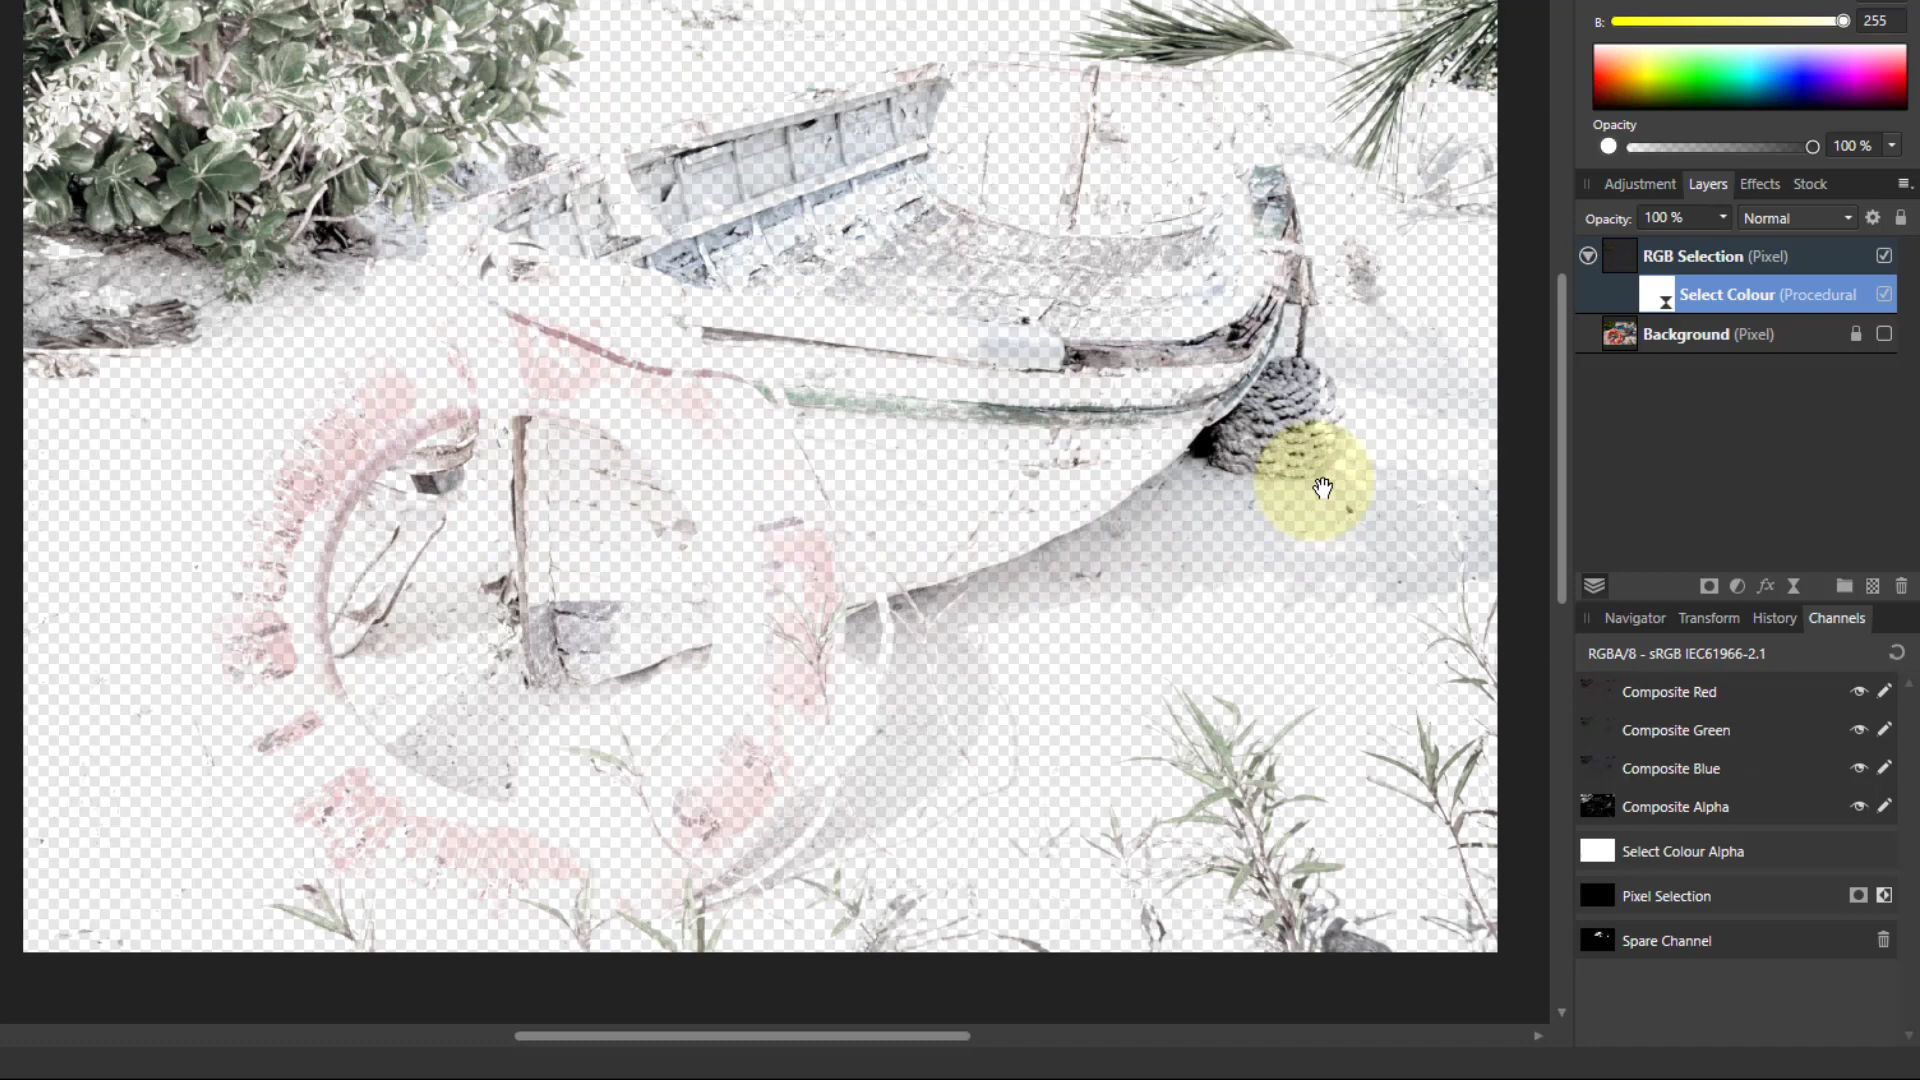 B: 255
Opacity
100 %
Adjustment Layers Effects Stock
Opacity: 100 % Normal
RGB Selection (Pixel)
Select Colour (Procedural
Background (Pixel)
fx
Navigator Transform History Channels
RGBA/8 - sRGB IEC61966-2.1
Composite Red
Composite Green
Composite Blue
Composite Alpha
Select Colour Alpha
Pixel Selection
Spare Channel